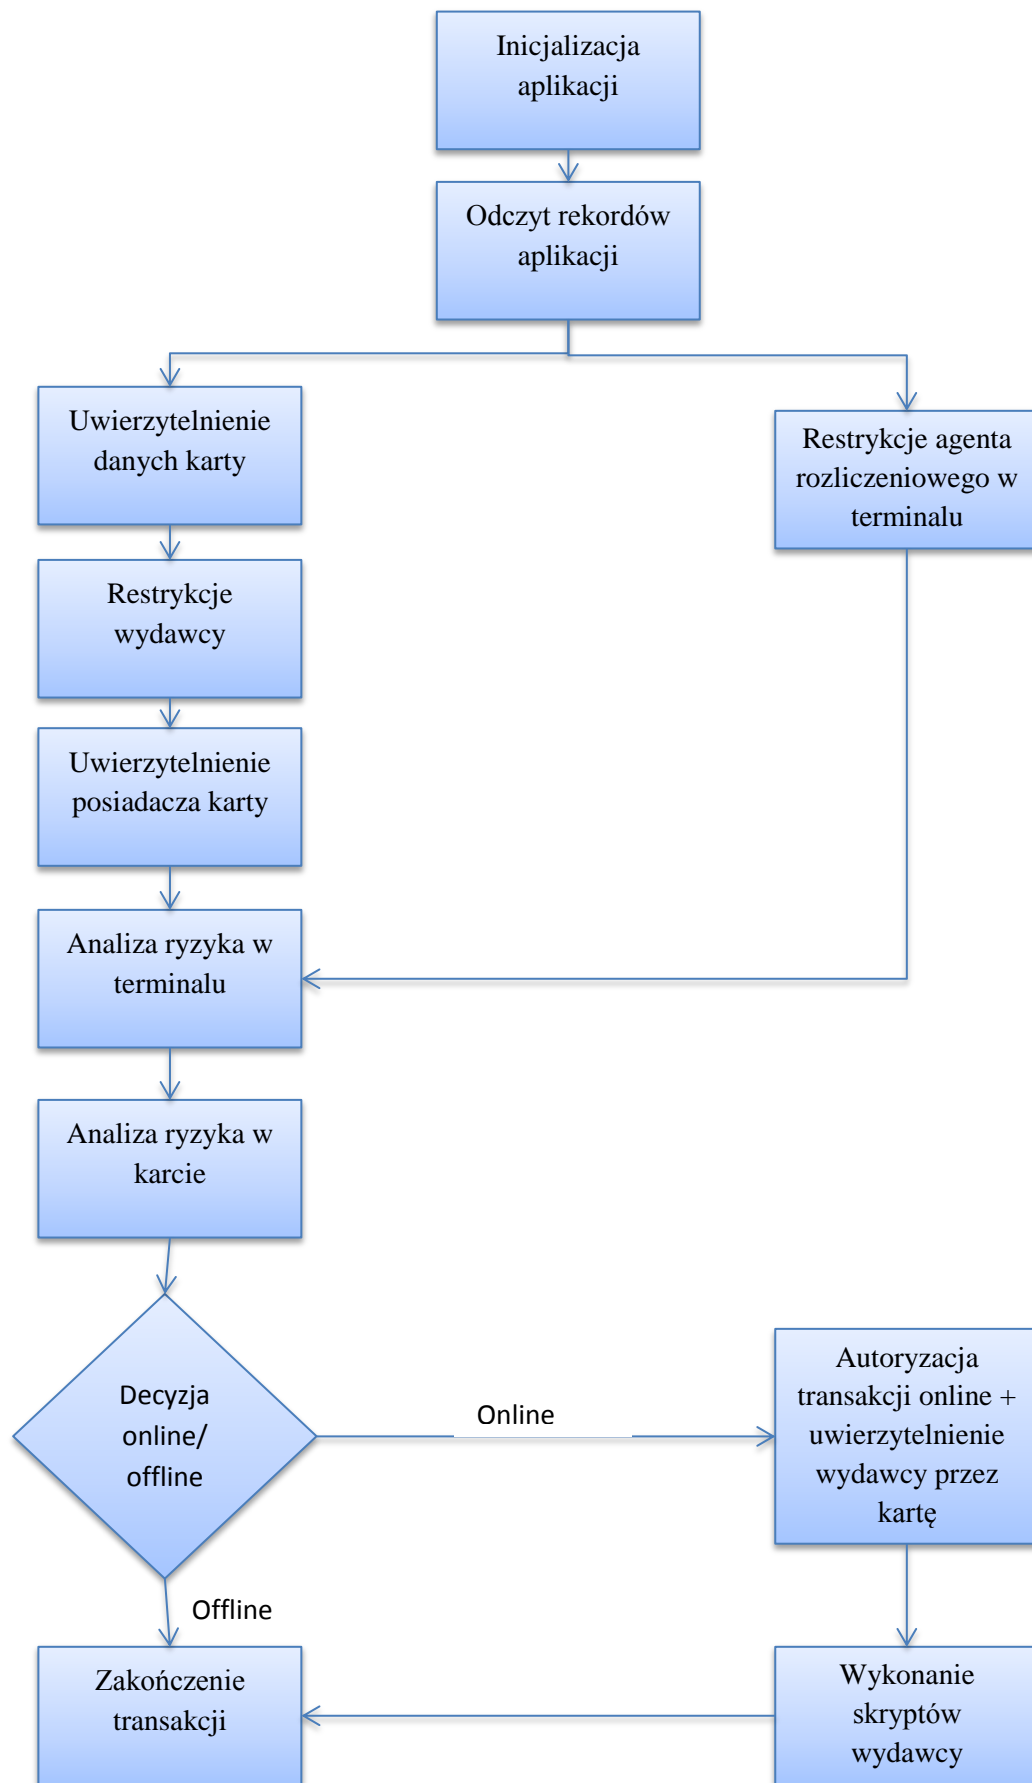 Inicjalizacja
aplikacji
Odczyt rekordów
aplikacji
Uwierzytelnienie
danych karty
Restrykcje agenta
rozliczeniowego w
terminalu
Restrykcje
wydawcy
Uwierzytelnienie
posiadacza karty
Analiza ryzyka w
terminalu
Analiza ryzyka w
karcie
Decyzja
online/
offline
Online
Autoryzacja
transakcji online +
uwierzytelnienie
wydawcy przez
kartę
Offline
Zakończenie
transakcji
Wykonanie
skryptów
wydawcy